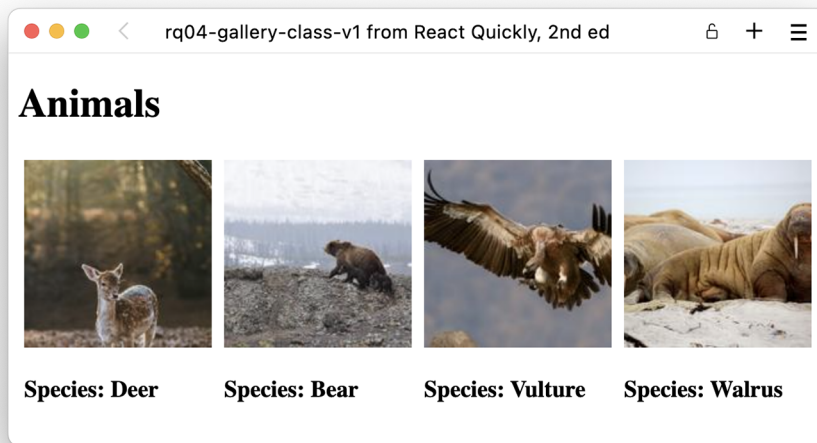 rq04-gallery-class-v1 from React Quickly, 2nd ed
Animals
Species: Deer
Species: Bear
Species: Vulture
Species: Walrus